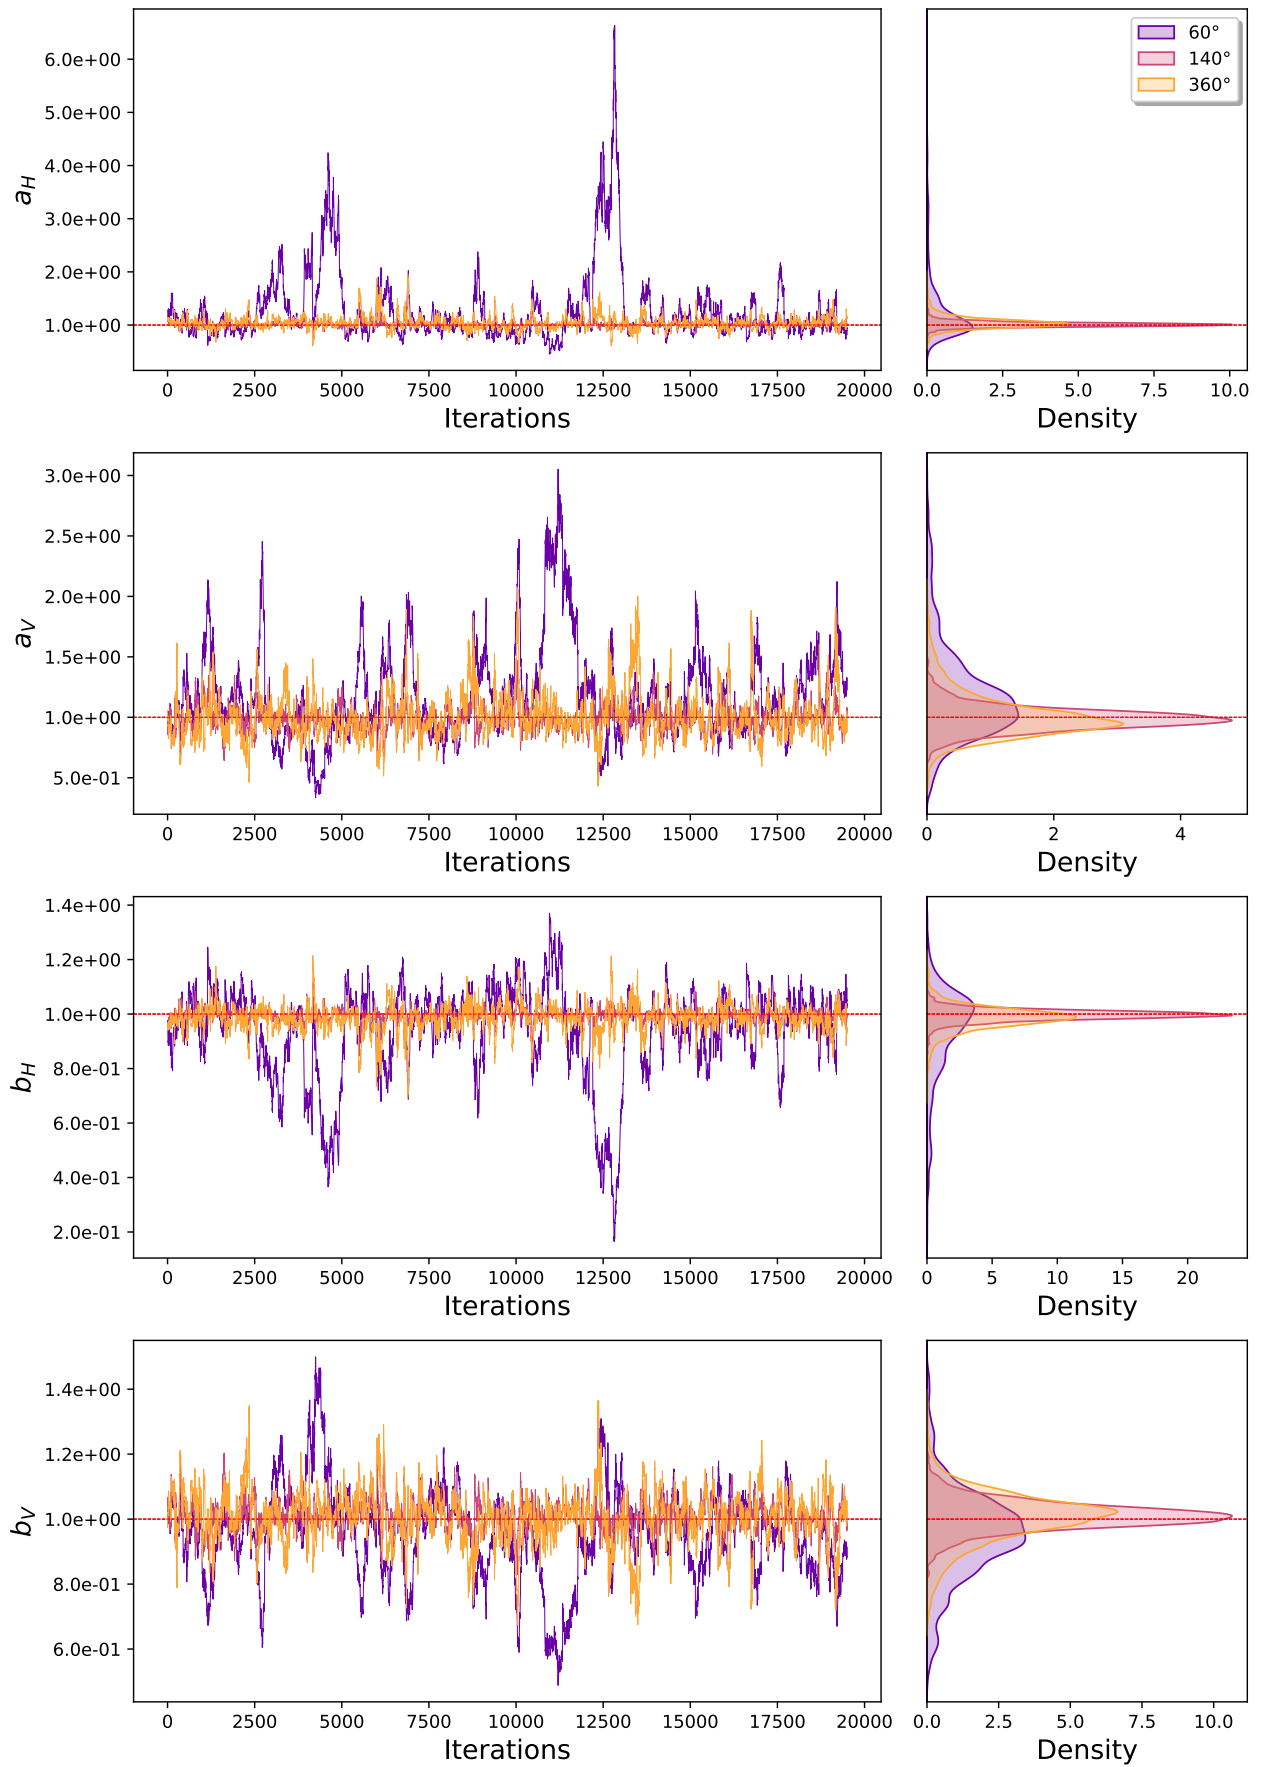 6.0e+00
5.0e+00
4.0e+00
3.0e+00
2.0e+00
1.0e+00
a_H
0 2500 5000 7500 10000 12500 15000 17500 20000
Iterations
60°
140°
360°
0.0 2.5 5.0 7.5 10.0
Density
3.0e+00
2.5e+00
2.0e+00
1.5e+00
1.0e+00
5.0e-01
a_V
0 2500 5000 7500 10000 12500 15000 17500 20000
Iterations
0 2 4
Density
1.4e+00
1.2e+00
1.0e+00
8.0e-01
6.0e-01
4.0e-01
2.0e-01
b_H
0 2500 5000 7500 10000 12500 15000 17500 20000
Iterations
0 5 10 15 20
Density
1.4e+00
1.2e+00
1.0e+00
8.0e-01
6.0e-01
b_V
0 2500 5000 7500 10000 12500 15000 17500 20000
Iterations
0.0 2.5 5.0 7.5 10.0
Density